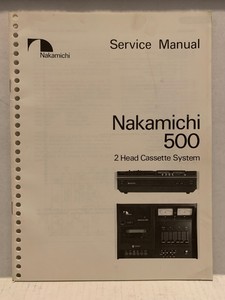 Nakamichi
Service Manual
Nakamichi
500
2 Head Cassette System